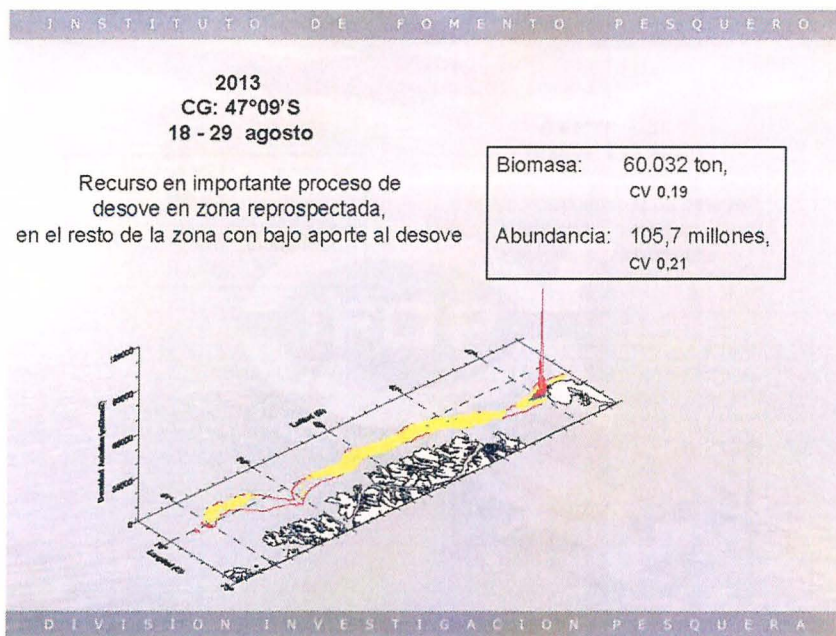 INSTITUTO DE FOMENTO PESQUERO
2013
CG: 47°09'S
18 - 29 agosto
Recurso en importante proceso de
desove en zona reprospectada,
en el resto de la zona con bajo aporte al desove
Biomasa: 60.032 ton,
CV 0,19
Abundancia: 105,7 millones,
CV 0,21
DIVISION INVESTIGACION PESQUERA